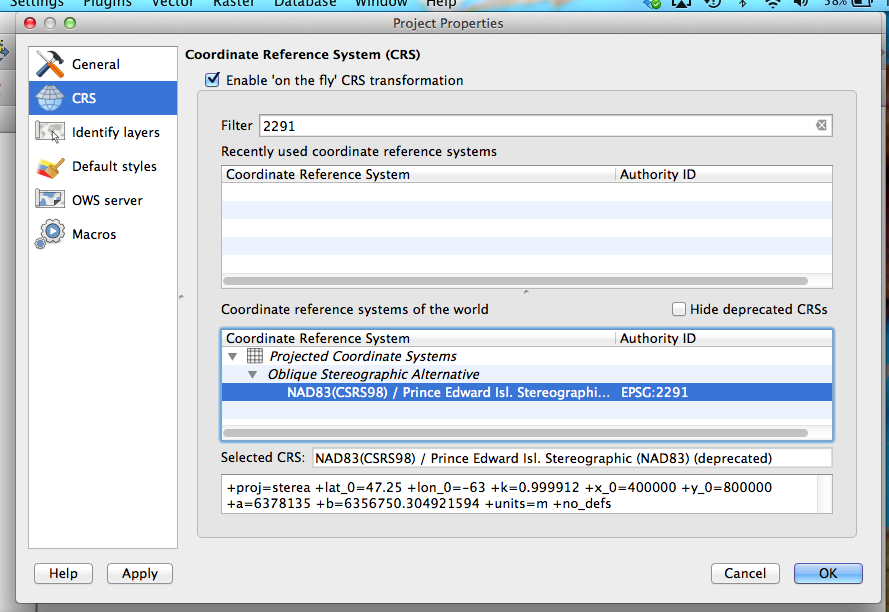 Settings Plugins Vector Raster Database Window Help 38%
Project Properties
General
CRS
Identify layers
Default styles
OWS server
Macros
Coordinate Reference System (CRS)
Enable 'on the fly' CRS transformation
Filter 2291
Recently used coordinate reference systems
Coordinate Reference System Authority ID
Coordinate reference systems of the world Hide deprecated CRSs
Coordinate Reference System Authority ID
Projected Coordinate Systems
Oblique Stereographic Alternative
NAD83(CSRS98) / Prince Edward Isl. Stereographi... EPSG:2291
Selected CRS: NAD83(CSRS98) / Prince Edward Isl. Stereographic (NAD83) (deprecated)
+proj=sterea +lat_0=47.25 +lon_0=-63 +k=0.999912 +x_0=400000 +y_0=800000
+a=6378135 +b=6356750.304921594 +units=m +no_defs
Help Apply Cancel OK